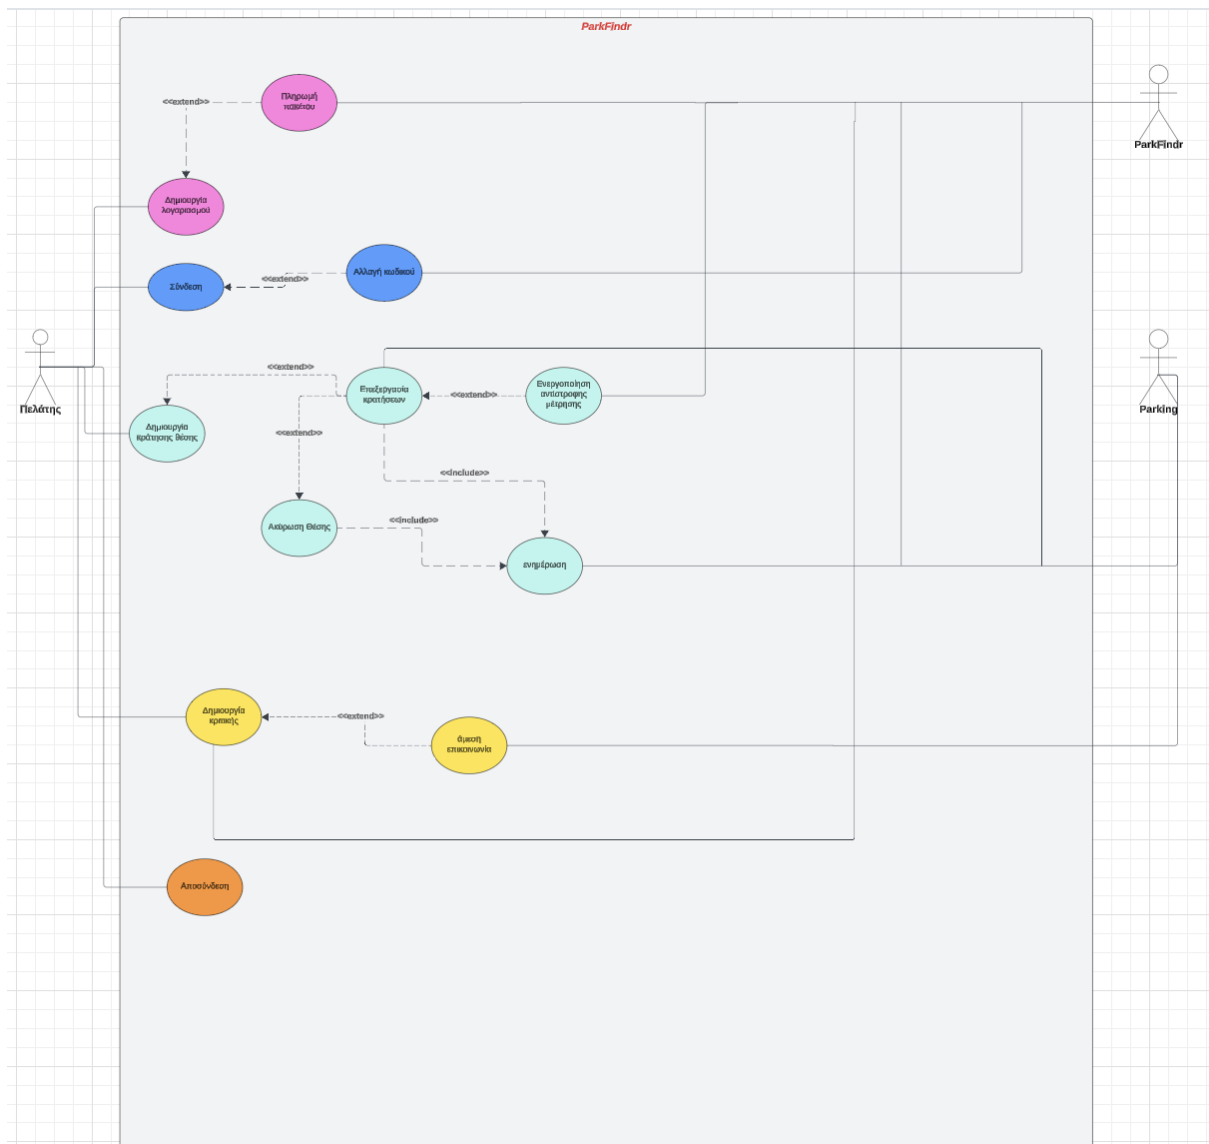 ParkFindr
Πληρωμή
πακέτου
<<extend>>
ParkFindr
Δημιουργία
λογαριασμού
Αλλαγή κωδικού
<<extend>>
Σύνδεση
Πελάτης
<<extend>>
Επεξεργασία
κρατήσεων
<<extend>>
Ενεργοποίηση
αντίστροφης
μέτρησης
Parking
Δημιουργία
κράτησης θέσης
<<extend>>
<<include>>
Ακύρωση Θέσης
<<include>>
ενημέρωση
Δημιουργία
κριτικής
<<extend>>
άμεση
επικοινωνία
Αποσύνδεση